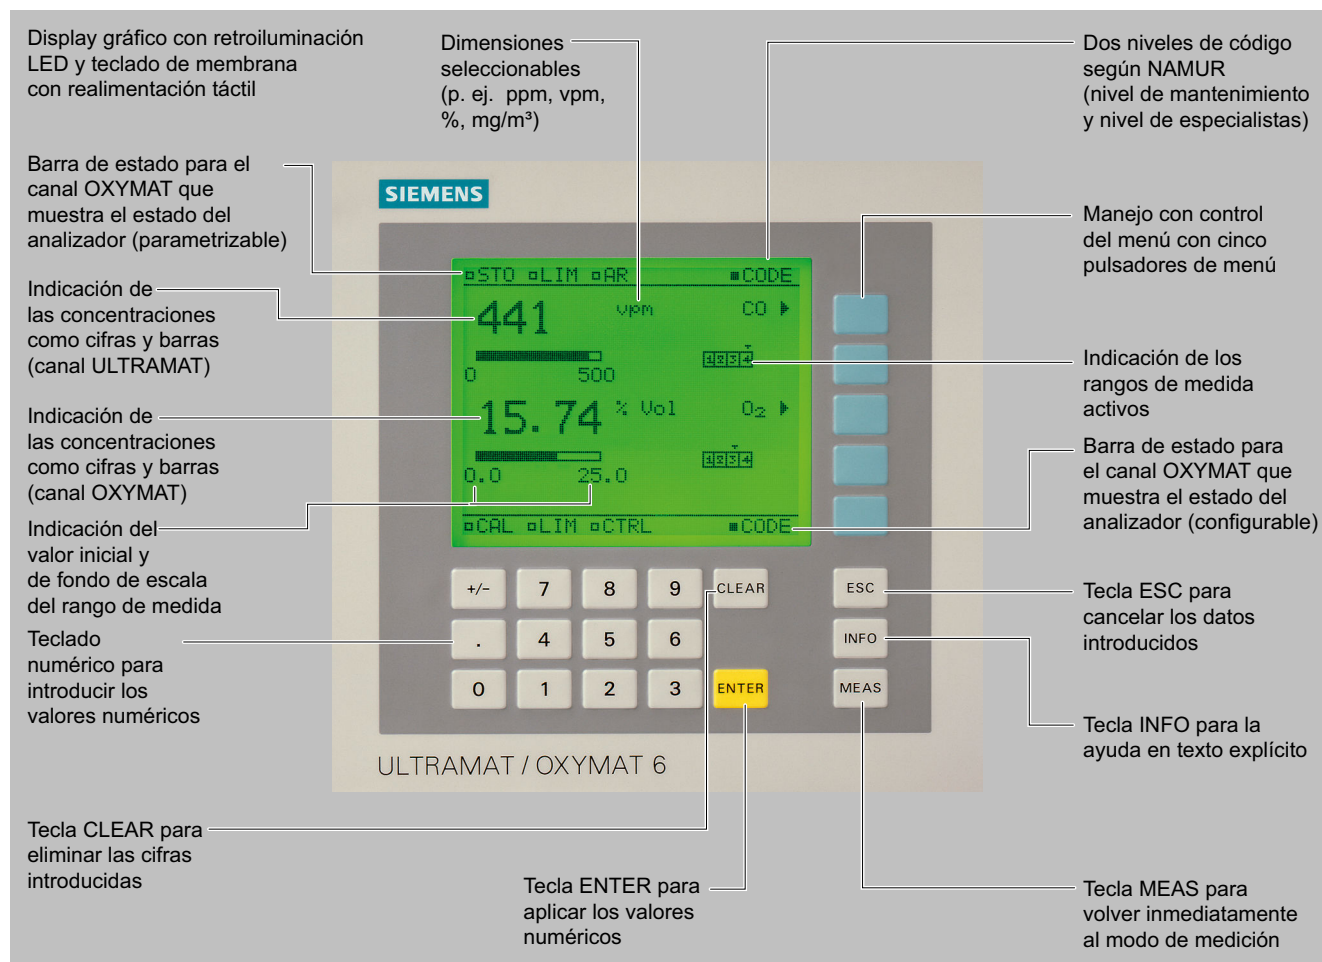 Display gráfico con retroiluminación
LED y teclado de membrana
con realimentación táctil
Dimensiones
seleccionables
(p. ej. ppm, vpm,
%, mg/m³)
Dos niveles de código
según NAMUR
(nivel de mantenimiento
y nivel de especialistas)
Barra de estado para el
canal OXYMAT que
muestra el estado del
analizador (parametrizable)
Indicación de
las concentraciones
como cifras y barras
(canal ULTRAMAT)
Indicación de
las concentraciones
como cifras y barras
(canal OXYMAT)
Indicación del
valor inicial y
de fondo de escala
del rango de medida
Teclado
numérico para
introducir los
valores numéricos
SIEMENS
STO LIM AR CODE
441 vpm CO
1 2 3 4
0 500
15.74 % Vol O₂
1 2 3 4
0.0 25.0
CAL LIM CTRL CODE
+/- 7 8 9 CLEAR ESC
. 4 5 6 INFO
0 1 2 3 ENTER MEAS
ULTRAMAT / OXYMAT 6
Manejo con control
del menú con cinco
pulsadores de menú
Indicación de los
rangos de medida
activos
Barra de estado para
el canal OXYMAT que
muestra el estado del
analizador (configurable)
Tecla ESC para
cancelar los datos
introducidos
Tecla INFO para la
ayuda en texto explícito
Tecla CLEAR para
eliminar las cifras
introducidas
Tecla ENTER para
aplicar los valores
numéricos
Tecla MEAS para
volver inmediatamente
al modo de medición